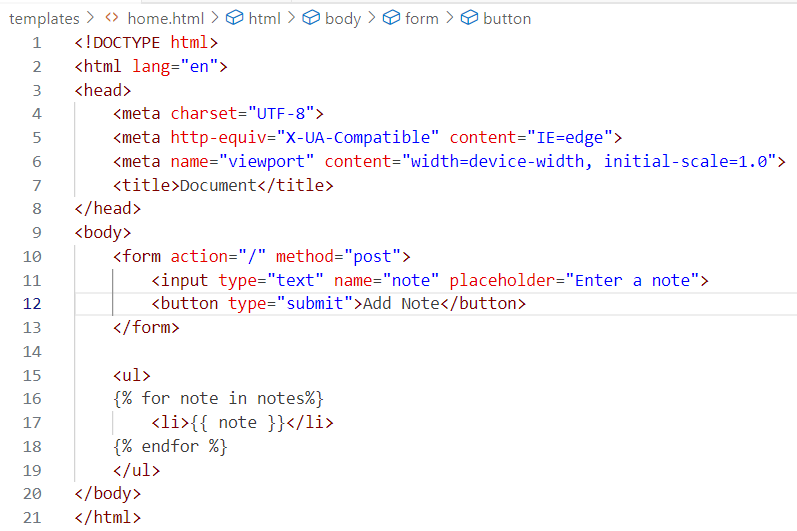 templates > <> home.html > html > body > form > button
1 <!DOCTYPE html>
2 <html lang="en">
3 <head>
4     <meta charset="UTF-8">
5     <meta http-equiv="X-UA-Compatible" content="IE=edge">
6     <meta name="viewport" content="width=device-width, initial-scale=1.0">
7     <title>Document</title>
8 </head>
9 <body>
10     <form action="/" method="post">
11         <input type="text" name="note" placeholder="Enter a note">
12         <button type="submit">Add Note</button>
13     </form>
14
15     <ul>
16     {% for note in notes%}
17         <li>{{ note }}</li>
18     {% endfor %}
19     </ul>
20 </body>
21 </html>